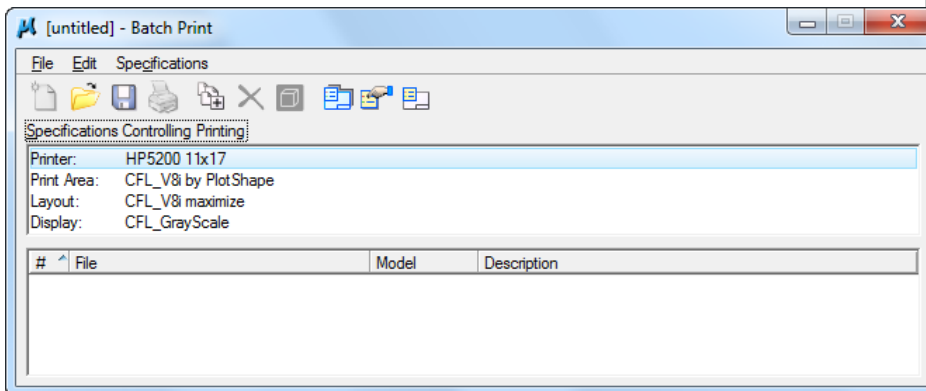 [untitled] - Batch Print
File Edit Specifications
Specifications Controlling Printing
Printer: HP5200 11x17
Print Area: CFL_V8i by PlotShape
Layout: CFL_V8i maximize
Display: CFL_GrayScale
# File Model Description